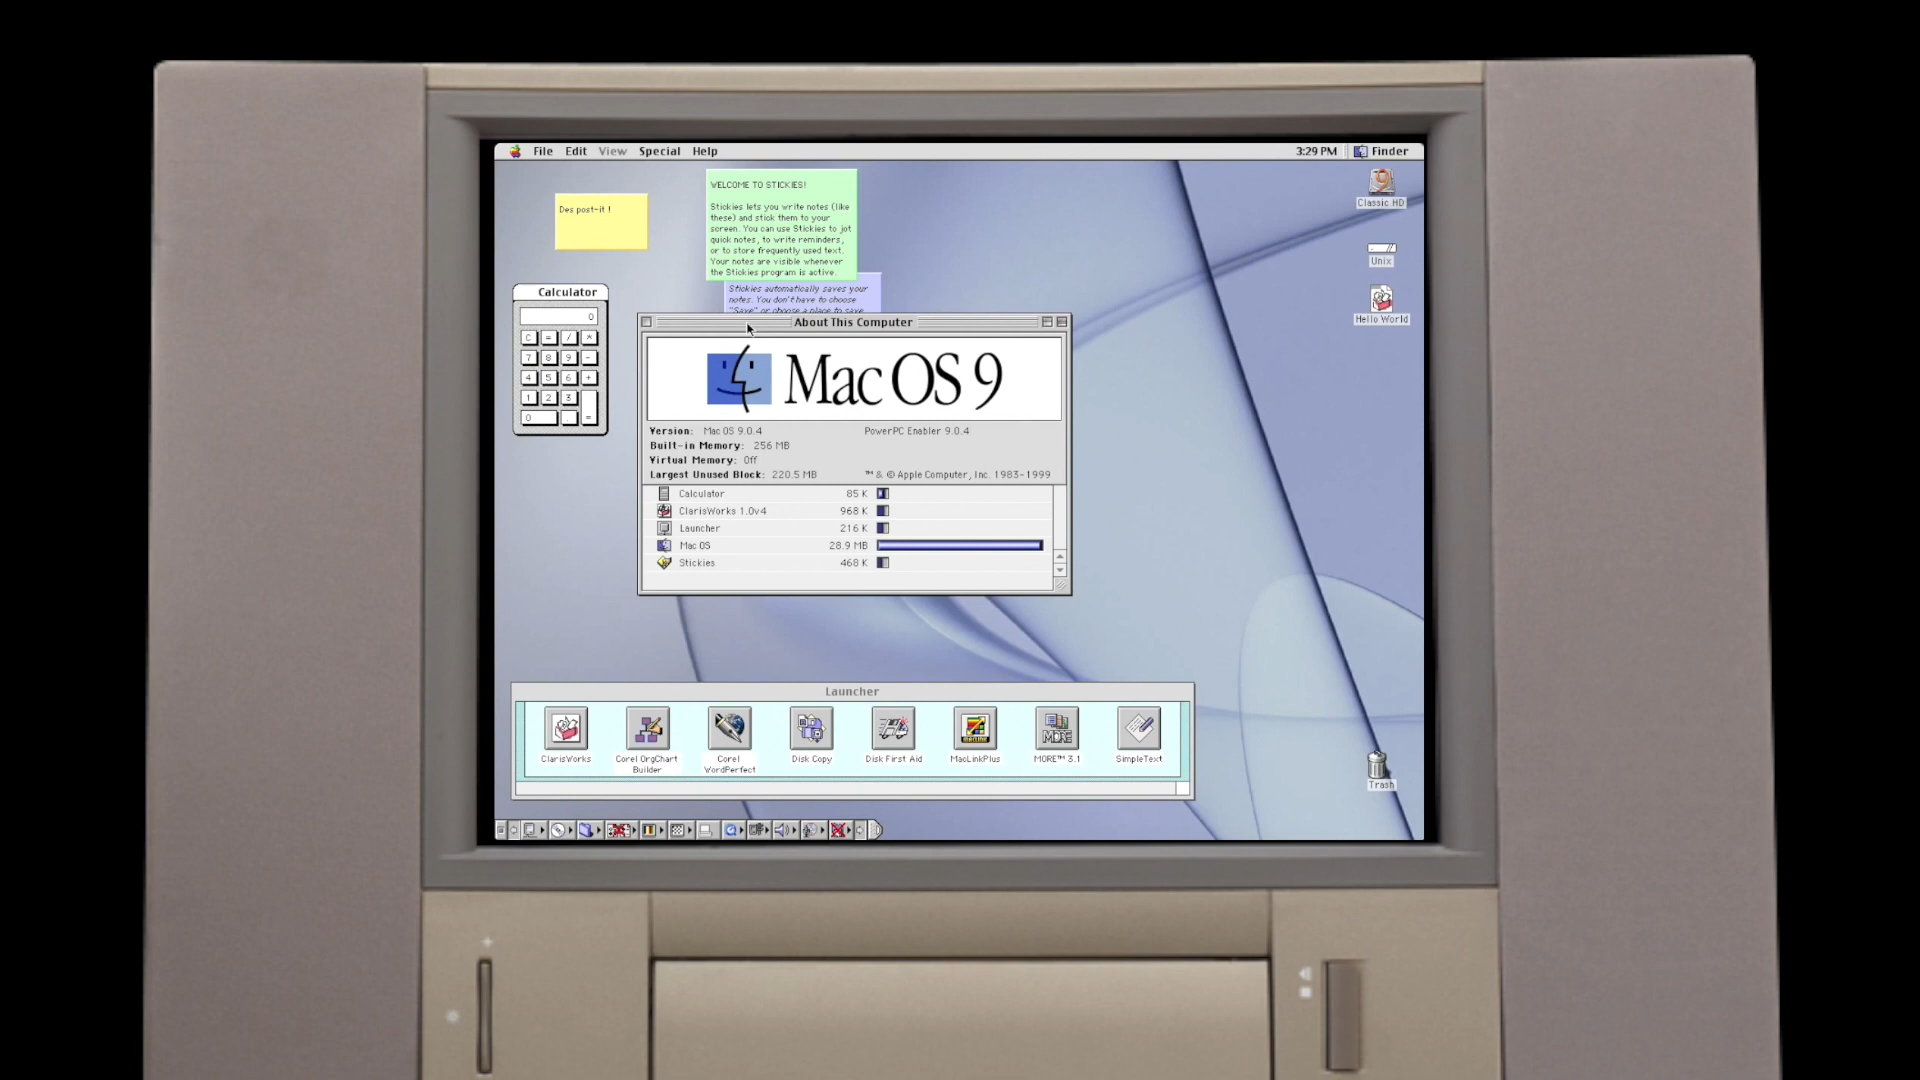 File Edit View Special Help
3:29 PM Finder
Des post-it !
WELCOME TO STICKIES!
Stickies lets you write notes (like
these) and stick them to your
screen. You can use Stickies to jot
quick notes, to write reminders,
or to store frequently used text.
Your notes are visible whenever
the Stickies program is active.
Stickies automatically saves your
notes. You don't have to choose
"Save" or choose a place to save
Classic HD
Unix
Hello World
Calculator
0
C = / *
7 8 9 -
4 5 6 +
1 2 3
0 . =
About This Computer
Mac OS 9
Version: Mac OS 9.0.4 PowerPC Enabler 9.0.4
Built-in Memory: 256 MB
Virtual Memory: Off
Largest Unused Block: 220.5 MB ™ & © Apple Computer, Inc. 1983-1999
Calculator 85 K
ClarisWorks 1.0v4 968 K
Launcher 216 K
Mac OS 28.9 MB
Stickies 468 K
Launcher
ClarisWorks
Corel OrgChart
Builder
Corel
WordPerfect
Disk Copy
Disk First Aid
MacLinkPlus
MORE
MORE™ 3.1
SimpleText
Trash